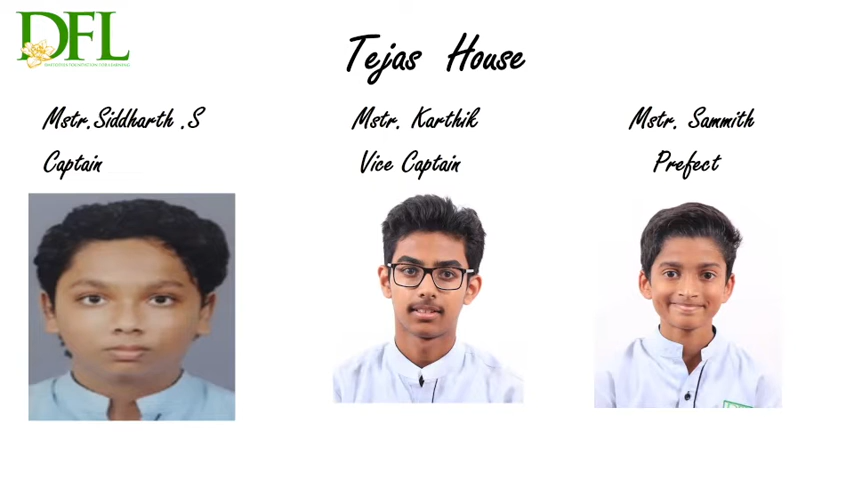 DFL
Tejas House
Mstr.Siddharth .S
Captain
Mstr. Karthik
Vice Captain
Mstr. Sammith
Prefect